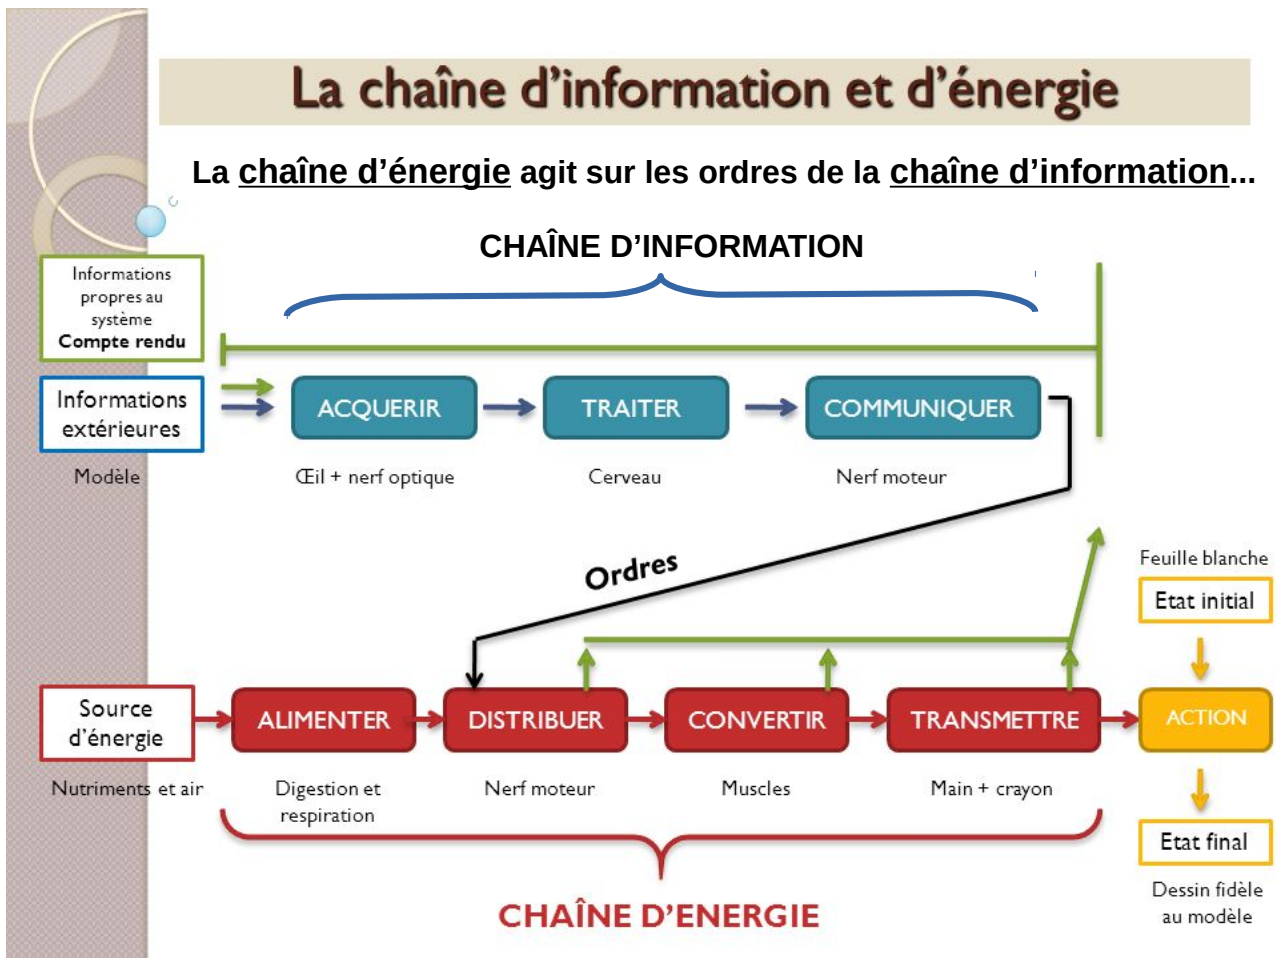 La chaîne d'information et d'énergie
La chaîne d'énergie agit sur les ordres de la chaîne d'information...
CHAÎNE D'INFORMATION
Informations
propres au
système
Compte rendu
Informations
extérieures
ACQUERIR
TRAITER
COMMUNIQUER
Modèle
Œil + nerf optique
Cerveau
Nerf moteur
Ordres
Feuille blanche
Etat initial
Source
d'énergie
ALIMENTER
DISTRIBUER
CONVERTIR
TRANSMETTRE
ACTION
Nutriments et air
Digestion et
respiration
Nerf moteur
Muscles
Main + crayon
Etat final
Dessin fidèle
au modèle
CHAÎNE D'ENERGIE